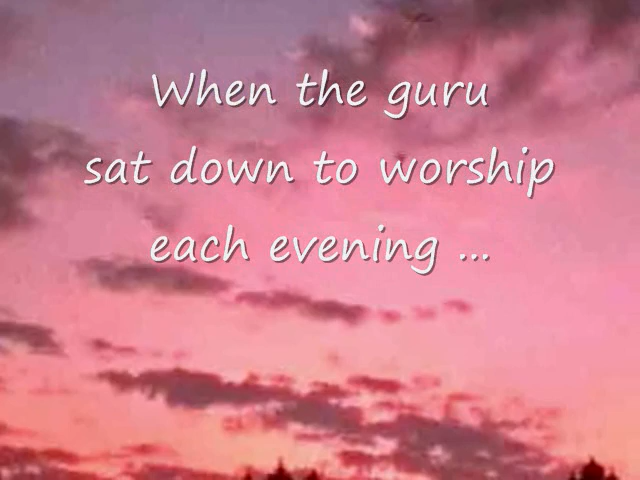 When the guru
sat down to worship
each evening ...